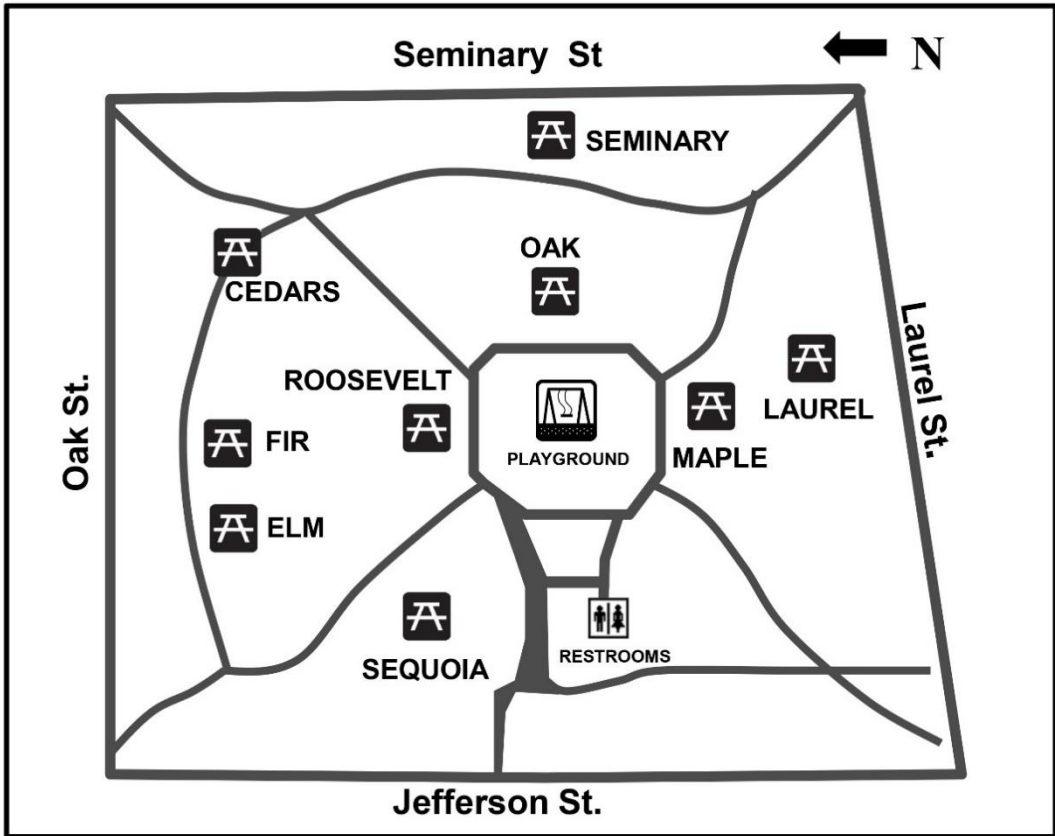 Seminary St
N
SEMINARY
OAK
CEDARS
Laurel St.
ROOSEVELT
Oak St.
LAUREL
FIR
MAPLE
PLAYGROUND
ELM
RESTROOMS
SEQUOIA
Jefferson St.